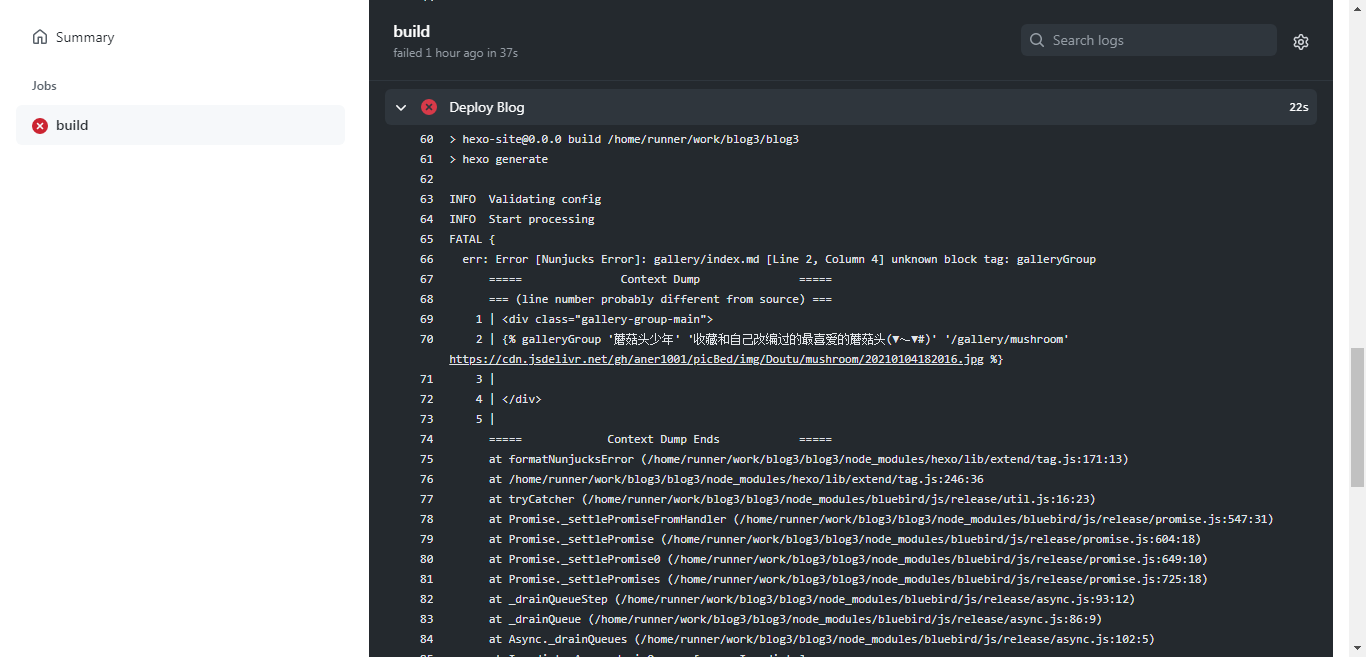 Summary
Jobs
build
build
failed 1 hour ago in 37s
Search logs
Deploy Blog
22s
60 > hexo-site@0.0.0 build /home/runner/work/blog3/blog3
61 > hexo generate
62
63 INFO  Validating config
64 INFO  Start processing
65 FATAL {
66 err: Error [Nunjucks Error]: gallery/index.md [Line 2, Column 4] unknown block tag: galleryGroup
67 =====               Context Dump               =====
68 === (line number probably different from source) ===
69 1 | <div class="gallery-group-main">
70 2 | {% galleryGroup '蘑菇头少年' '收藏和自己改编过的最喜爱的蘑菇头(▼へ▼#)' '/gallery/mushroom'
https://cdn.jsdelivr.net/gh/aner1001/picBed/img/Doutu/mushroom/20210104182016.jpg %}
71 3 |
72 4 | </div>
73 5 |
74 =====             Context Dump Ends            =====
75 at formatNunjucksError (/home/runner/work/blog3/blog3/node_modules/hexo/lib/extend/tag.js:171:13)
76 at /home/runner/work/blog3/blog3/node_modules/hexo/lib/extend/tag.js:246:36
77 at tryCatcher (/home/runner/work/blog3/blog3/node_modules/bluebird/js/release/util.js:16:23)
78 at Promise._settlePromiseFromHandler (/home/runner/work/blog3/blog3/node_modules/bluebird/js/release/promise.js:547:31)
79 at Promise._settlePromise (/home/runner/work/blog3/blog3/node_modules/bluebird/js/release/promise.js:604:18)
80 at Promise._settlePromise0 (/home/runner/work/blog3/blog3/node_modules/bluebird/js/release/promise.js:649:10)
81 at Promise._settlePromises (/home/runner/work/blog3/blog3/node_modules/bluebird/js/release/promise.js:725:18)
82 at _drainQueueStep (/home/runner/work/blog3/blog3/node_modules/bluebird/js/release/async.js:93:12)
83 at _drainQueue (/home/runner/work/blog3/blog3/node_modules/bluebird/js/release/async.js:86:9)
84 at Async._drainQueues (/home/runner/work/blog3/blog3/node_modules/bluebird/js/release/async.js:102:5)